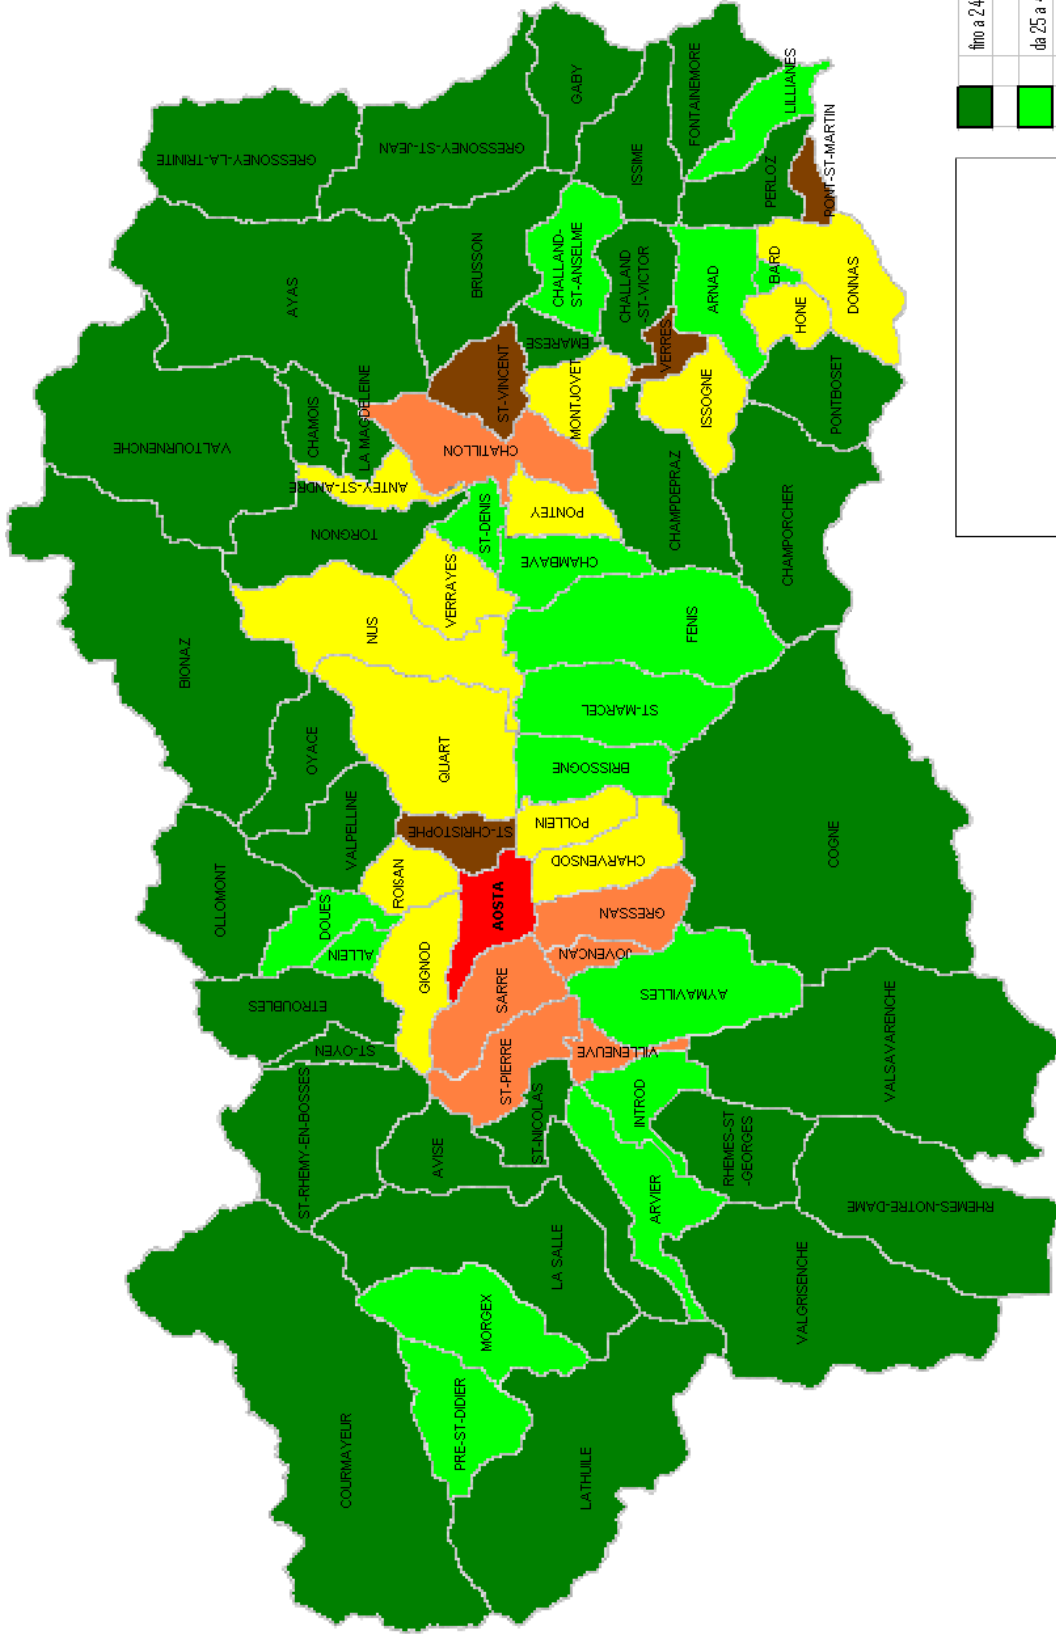 GRESSONEY-LA-TRINITE
GRESSONEY-ST-JEAN
GABY
FONTAINEMORE
LILLIANES
ISSIME
PERLOZ
PONT-ST-MARTIN
AYAS
BRUSSON
CHALLAND-
ST-ANSELME
CHALLAND
-ST-VICTOR
ARNAD
BARD
HONE
DONNAS
EMARESE
VERRES
ST-VINCENT
MONTJOVET
ISSOGNE
PONTBOSET
VALTOURNENCHE
CHAMOIS
LA MAGDELEINE
ANTEY-ST-ANDRE
CHATILLON
CHAMPDEPRAZ
CHAMPORCHER
TORGNON
ST-DENIS
PONTEY
CHAMBAVE
VERRAYES
NUS
FENIS
BIONAZ
OYACE
QUART
ST-MARCEL
BRISSOGNE
VALPELLINE
ST-CHRISTOPHE
POLLEIN
CHARVENSOD
COGNE
OLLOMONT
DOUES
ALLEIN
ROISAN
AOSTA
GRESSAN
JOVENCAN
GIGNOD
SARRE
AYMAVILLES
ETROUBLES
ST-OYEN
ST-PIERRE
VILLENEUVE
VALSAVARENCHE
ST-RHEMY-EN-BOSSES
AVISE
ST-NICOLAS
INTROD
RHEMES-ST
-GEORGES
ARVIER
RHEMES-NOTRE-DAME
LA SALLE
MORGEX
VALGRISENCHE
COURMAYEUR
PRE-ST-DIDIER
LATHUILE
fino a 24
da 25 a